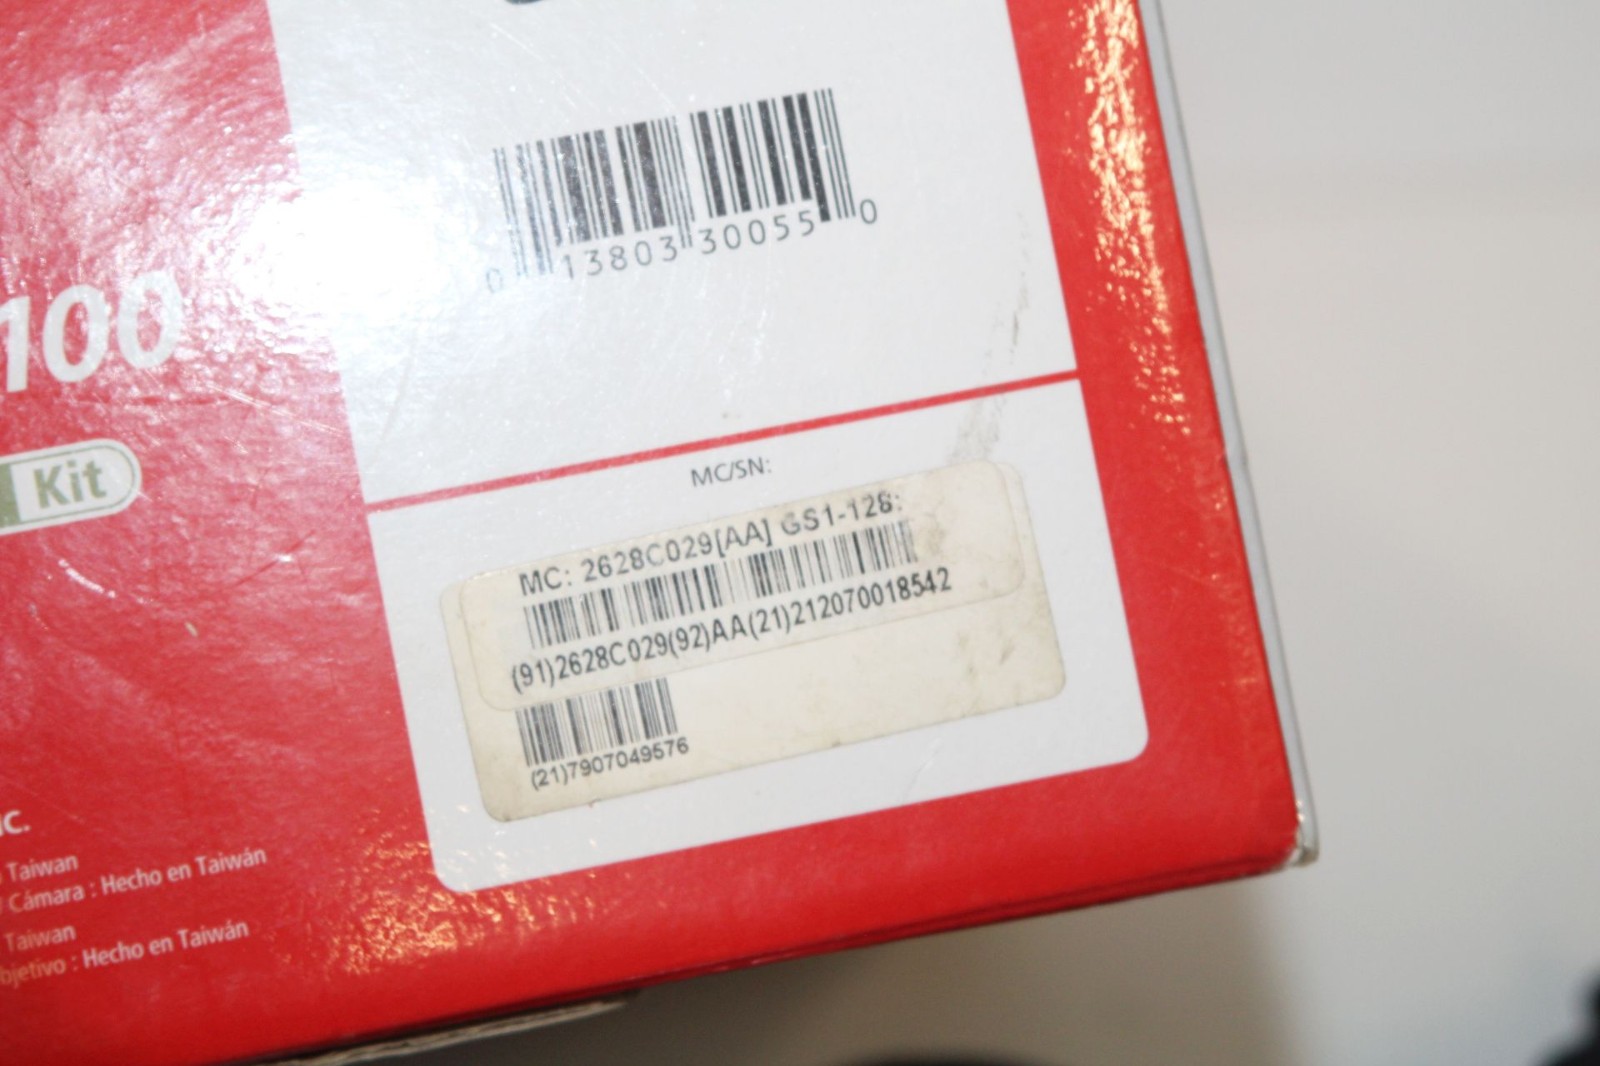 0 13803 30055 0
100
Kit
MC/SN:
MC: 2628C029[AA] GS1-128:
(91)2628C029(92)AA(21)212070018542
(21)7907049576
Taiwan
Cámara : Hecho en Taiwán
Taiwan
bjetivo : Hecho en Taiwán